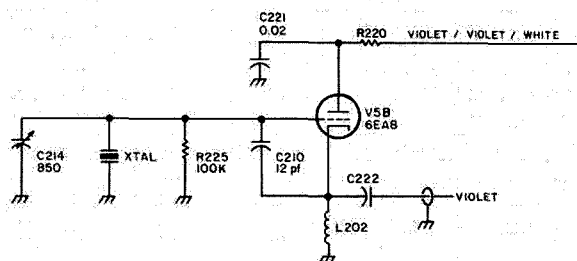 C221
0.02
R220
VIOLET / VIOLET / WHITE
V5B
6EA8
C214
850
XTAL
R225
100K
C210
12 pf
C222
VIOLET
L202